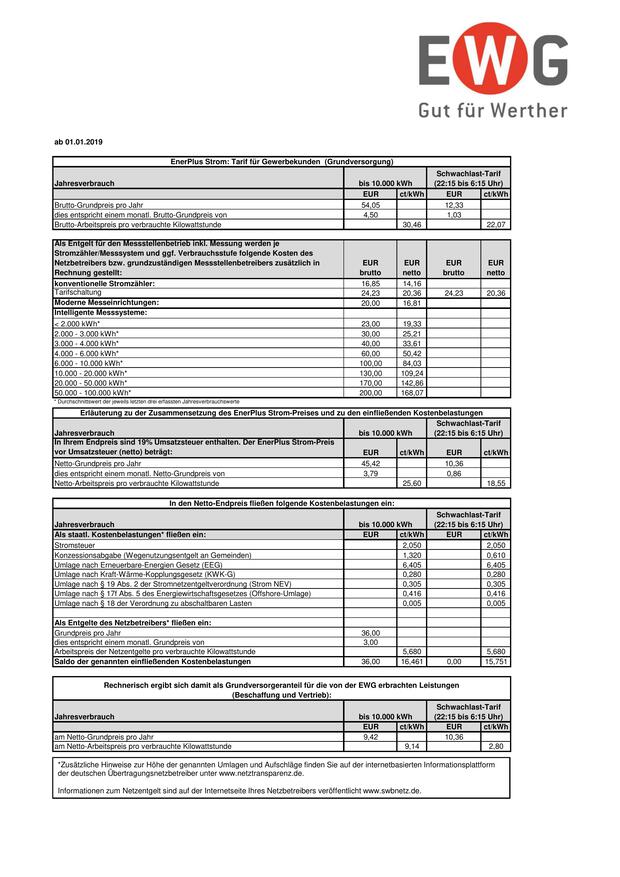 EWG
Gut für Werther
ab 01.01.2019
EnerPlus Strom: Tarif für Gewerbekunden (Grundversorgung)
Jahresverbrauch bis 10.000 kWh Schwachlast-Tarif (22:15 bis 6:15 Uhr)
EUR ct/kWh EUR ct/kWh
Brutto-Grundpreis pro Jahr 54,05 12,33
dies entspricht einem monatl. Brutto-Grundpreis von 4,50 1,03
Brutto-Arbeitspreis pro verbrauchte Kilowattstunde 30,46 22,07
Als Entgelt für den Messstellenbetrieb inkl. Messung werden je
Stromzähler/Messsystem und ggf. Verbrauchsstufe folgende Kosten des
Netzbetreibers bzw. grundzuständigen Messstellenbetreibers zusätzlich in
Rechnung gestellt:
EUR brutto EUR netto EUR brutto EUR netto
konventionelle Stromzähler: 16,85 14,16
Tarifschaltung 24,23 20,36 24,23 20,36
Moderne Messeinrichtungen: 20,00 16,81
Intelligente Messsysteme:
< 2.000 kWh* 23,00 19,33
2.000 - 3.000 kWh* 30,00 25,21
3.000 - 4.000 kWh* 40,00 33,61
4.000 - 6.000 kWh* 60,00 50,42
6.000 - 10.000 kWh* 100,00 84,03
10.000 - 20.000 kWh* 130,00 109,24
20.000 - 50.000 kWh* 170,00 142,86
50.000 - 100.000 kWh* 200,00 168,07
* Durchschnittswert der jeweils letzten drei erfassten Jahresverbrauchswerte
Erläuterung zu der Zusammensetzung des EnerPlus Strom-Preises und zu den einfließenden Kostenbelastungen
Jahresverbrauch bis 10.000 kWh Schwachlast-Tarif (22:15 bis 6:15 Uhr)
In Ihrem Endpreis sind 19% Umsatzsteuer enthalten. Der EnerPlus Strom-Preis
vor Umsatzsteuer (netto) beträgt: EUR ct/kWh EUR ct/kWh
Netto-Grundpreis pro Jahr 45,42 10,36
dies entspricht einem monatl. Netto-Grundpreis von 3,79 0,86
Netto-Arbeitspreis pro verbrauchte Kilowattstunde 25,60 18,55
In den Netto-Endpreis fließen folgende Kostenbelastungen ein:
Jahresverbrauch bis 10.000 kWh Schwachlast-Tarif (22:15 bis 6:15 Uhr)
Als staatl. Kostenbelastungen* fließen ein: EUR ct/kWh EUR ct/kWh
Stromsteuer 2,050 2,050
Konzessionsabgabe (Wegenutzungsentgelt an Gemeinden) 1,320 0,610
Umlage nach Erneuerbare-Energien Gesetz (EEG) 6,405 6,405
Umlage nach Kraft-Wärme-Kopplungsgesetz (KWK-G) 0,280 0,280
Umlage nach § 19 Abs. 2 der Stromnetzentgeltverordnung (Strom NEV) 0,305 0,305
Umlage nach § 17f Abs. 5 des Energiewirtschaftsgesetzes (Offshore-Umlage) 0,416 0,416
Umlage nach § 18 der Verordnung zu abschaltbaren Lasten 0,005 0,005
Als Entgelte des Netzbetreibers* fließen ein:
Grundpreis pro Jahr 36,00
dies entspricht einem monatl. Grundpreis von 3,00
Arbeitspreis der Netzentgelte pro verbrauchte Kilowattstunde 5,680 5,680
Saldo der genannten einfließenden Kostenbelastungen 36,00 16,461 0,00 15,751
Rechnerisch ergibt sich damit als Grundversorgeranteil für die von der EWG erbrachten Leistungen
(Beschaffung und Vertrieb):
Jahresverbrauch bis 10.000 kWh Schwachlast-Tarif (22:15 bis 6:15 Uhr)
EUR ct/kWh EUR ct/kWh
am Netto-Grundpreis pro Jahr 9,42 10,36
am Netto-Arbeitspreis pro verbrauchte Kilowattstunde 9,14 2,80
*Zusätzliche Hinweise zur Höhe der genannten Umlagen und Aufschläge finden Sie auf der internetbasierten Informationsplattform
der deutschen Übertragungsnetzbetreiber unter www.netztransparenz.de.
Informationen zum Netzentgelt sind auf der Internetseite Ihres Netzbetreibers veröffentlicht www.swbnetz.de.